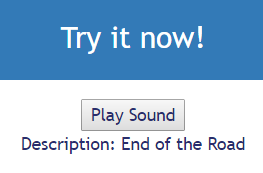 Try it now!
Play Sound
Description: End of the Road